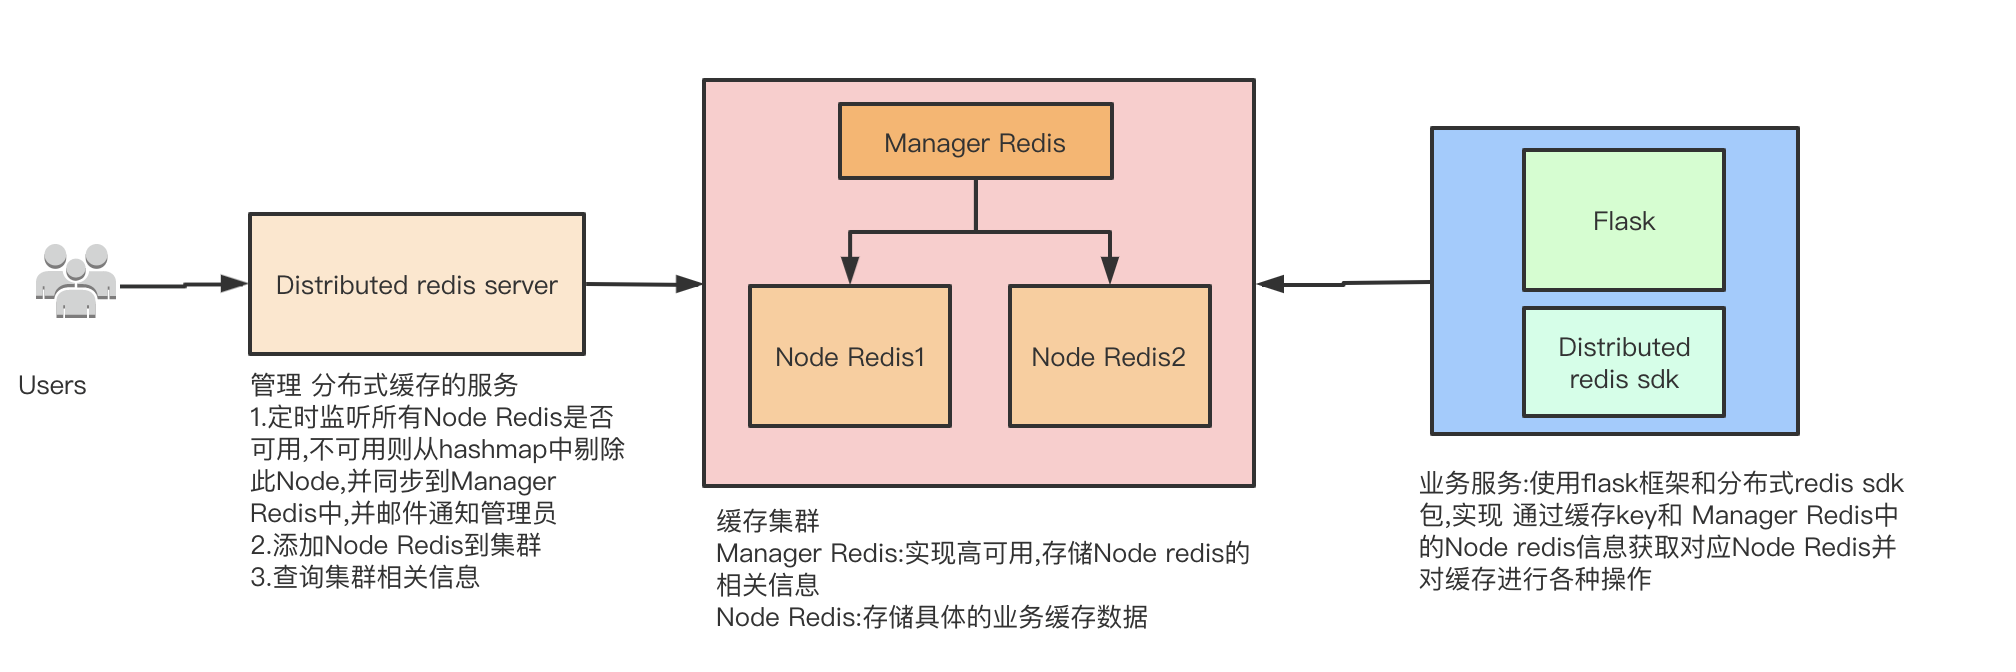 Users
Distributed redis server
管理 分布式缓存的服务
1.定时监听所有Node Redis是否
可用,不可用则从hashmap中剔除
此Node,并同步到Manager
Redis中,并邮件通知管理员
2.添加Node Redis到集群
3.查询集群相关信息
Manager Redis
Node Redis1
Node Redis2
缓存集群
Manager Redis:实现高可用,存储Node redis的
相关信息
Node Redis:存储具体的业务缓存数据
Flask
Distributed
redis sdk
业务服务:使用flask框架和分布式redis sdk
包,实现 通过缓存key和 Manager Redis中
的Node redis信息获取对应Node Redis并
对缓存进行各种操作